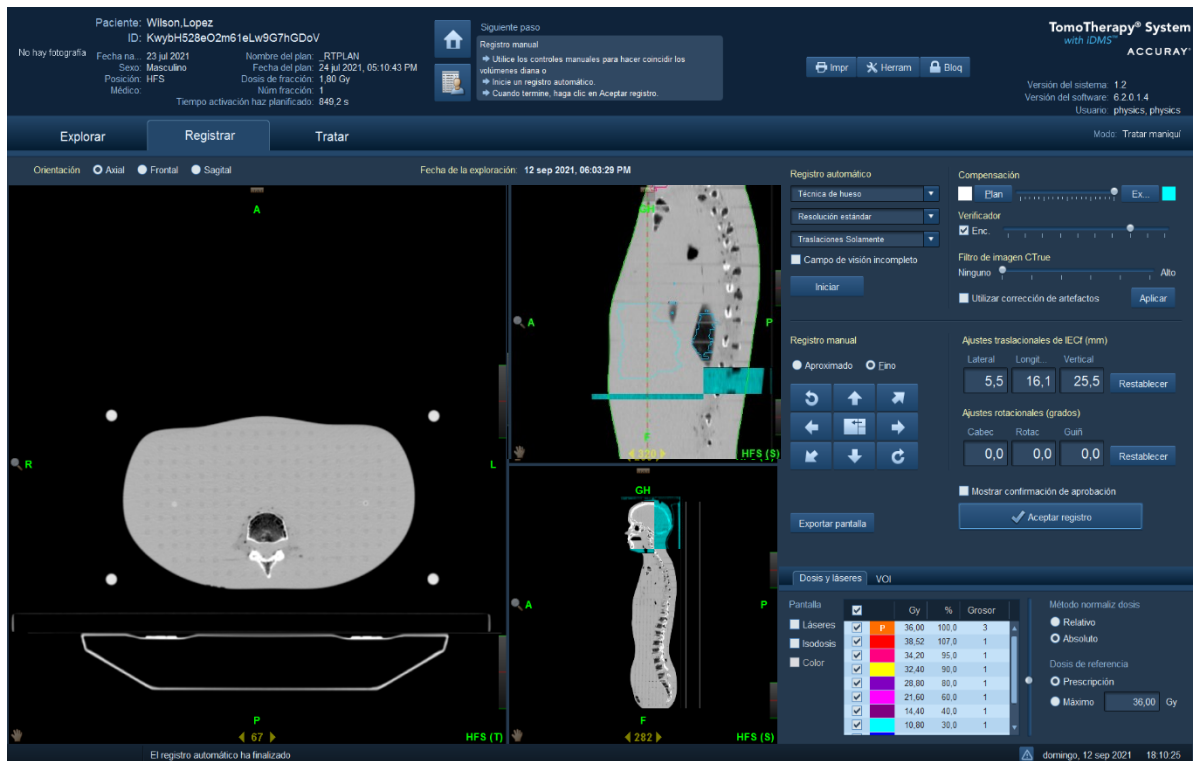 Paciente: Wilson,Lopez
ID: KwybH528eO2m61eLw9G7hGDoV
No hay fotografía
Fecha na... 23 jul 2021
Sexo: Masculino
Posición: HFS
Médico:
Nombre del plan: _RTPLAN
Fecha del plan: 24 jul 2021, 05:10:43 PM
Dosis de fracción: 1,80 Gy
Núm fracción: 1
Tiempo activación haz planificado: 849,2 s
Siguiente paso
Registro manual
Utilice los controles manuales para hacer coincidir los
volúmenes diana o
Inicie un registro automático.
Cuando termine, haga clic en Aceptar registro.
Impr
Herram
Bloq
TomoTherapy® System
with iDMS™
ACCURAY
Versión del sistema: 1.2
Versión del software: 6.2.0.1.4
Usuario: physics, physics
Explorar
Registrar
Tratar
Modo: Tratar maniquí
Orientación
Axial
Frontal
Sagital
Fecha de la exploración: 12 sep 2021, 06:03:29 PM
A
R
L
P
67
HFS (T)
GH
A
P
F
320
HFS (S)
GH
A
P
F
282
HFS (S)
Registro automático
Técnica de hueso
Resolución estándar
Traslaciones Solamente
Campo de visión incompleto
Iniciar
Compensación
Plan
Ex...
Verificador
Enc.
Filtro de imagen CTrue
Ninguno
Alto
Utilizar corrección de artefactos
Aplicar
Registro manual
Aproximado
Fino
Exportar pantalla
Ajustes traslacionales de IECf (mm)
Lateral Longit... Vertical
5,5 16,1 25,5 Restablecer
Ajustes rotacionales (grados)
Cabec Rotac Guiñ
0,0 0,0 0,0 Restablecer
Mostrar confirmación de aprobación
Aceptar registro
Dosis y láseres
VOI
Pantalla
Láseres
Isodosis
Color
Gy % Grosor
P 36,00 100,0 3
38,52 107,0 1
34,20 95,0 1
32,40 90,0 1
28,80 80,0 1
21,60 60,0 1
14,40 40,0 1
10,80 30,0 1
Método normaliz dosis
Relativo
Absoluto
Dosis de referencia
Prescripción
Máximo 36,00 Gy
El registro automático ha finalizado
domingo, 12 sep 2021 18:10:25